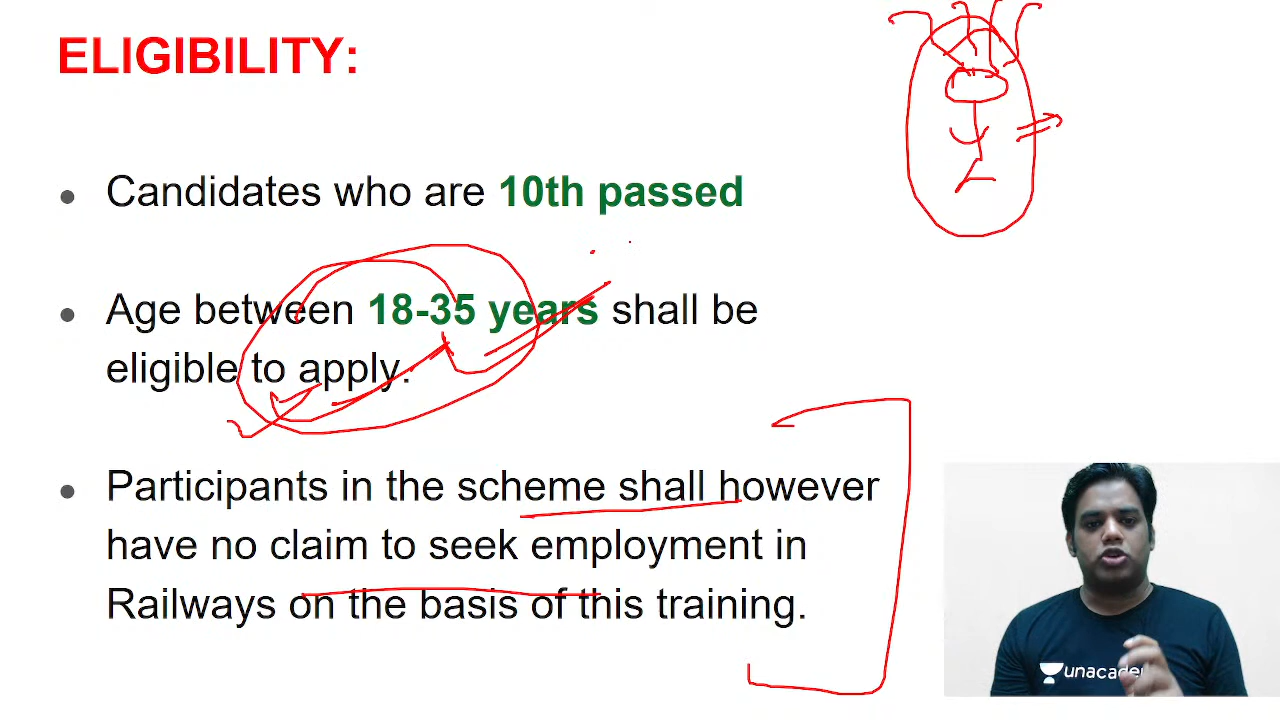 ELIGIBILITY:
• Candidates who are 10th passed
• Age between 18-35 years shall be
eligible to apply.
• Participants in the scheme shall however
have no claim to seek employment in
Railways on the basis of this training.